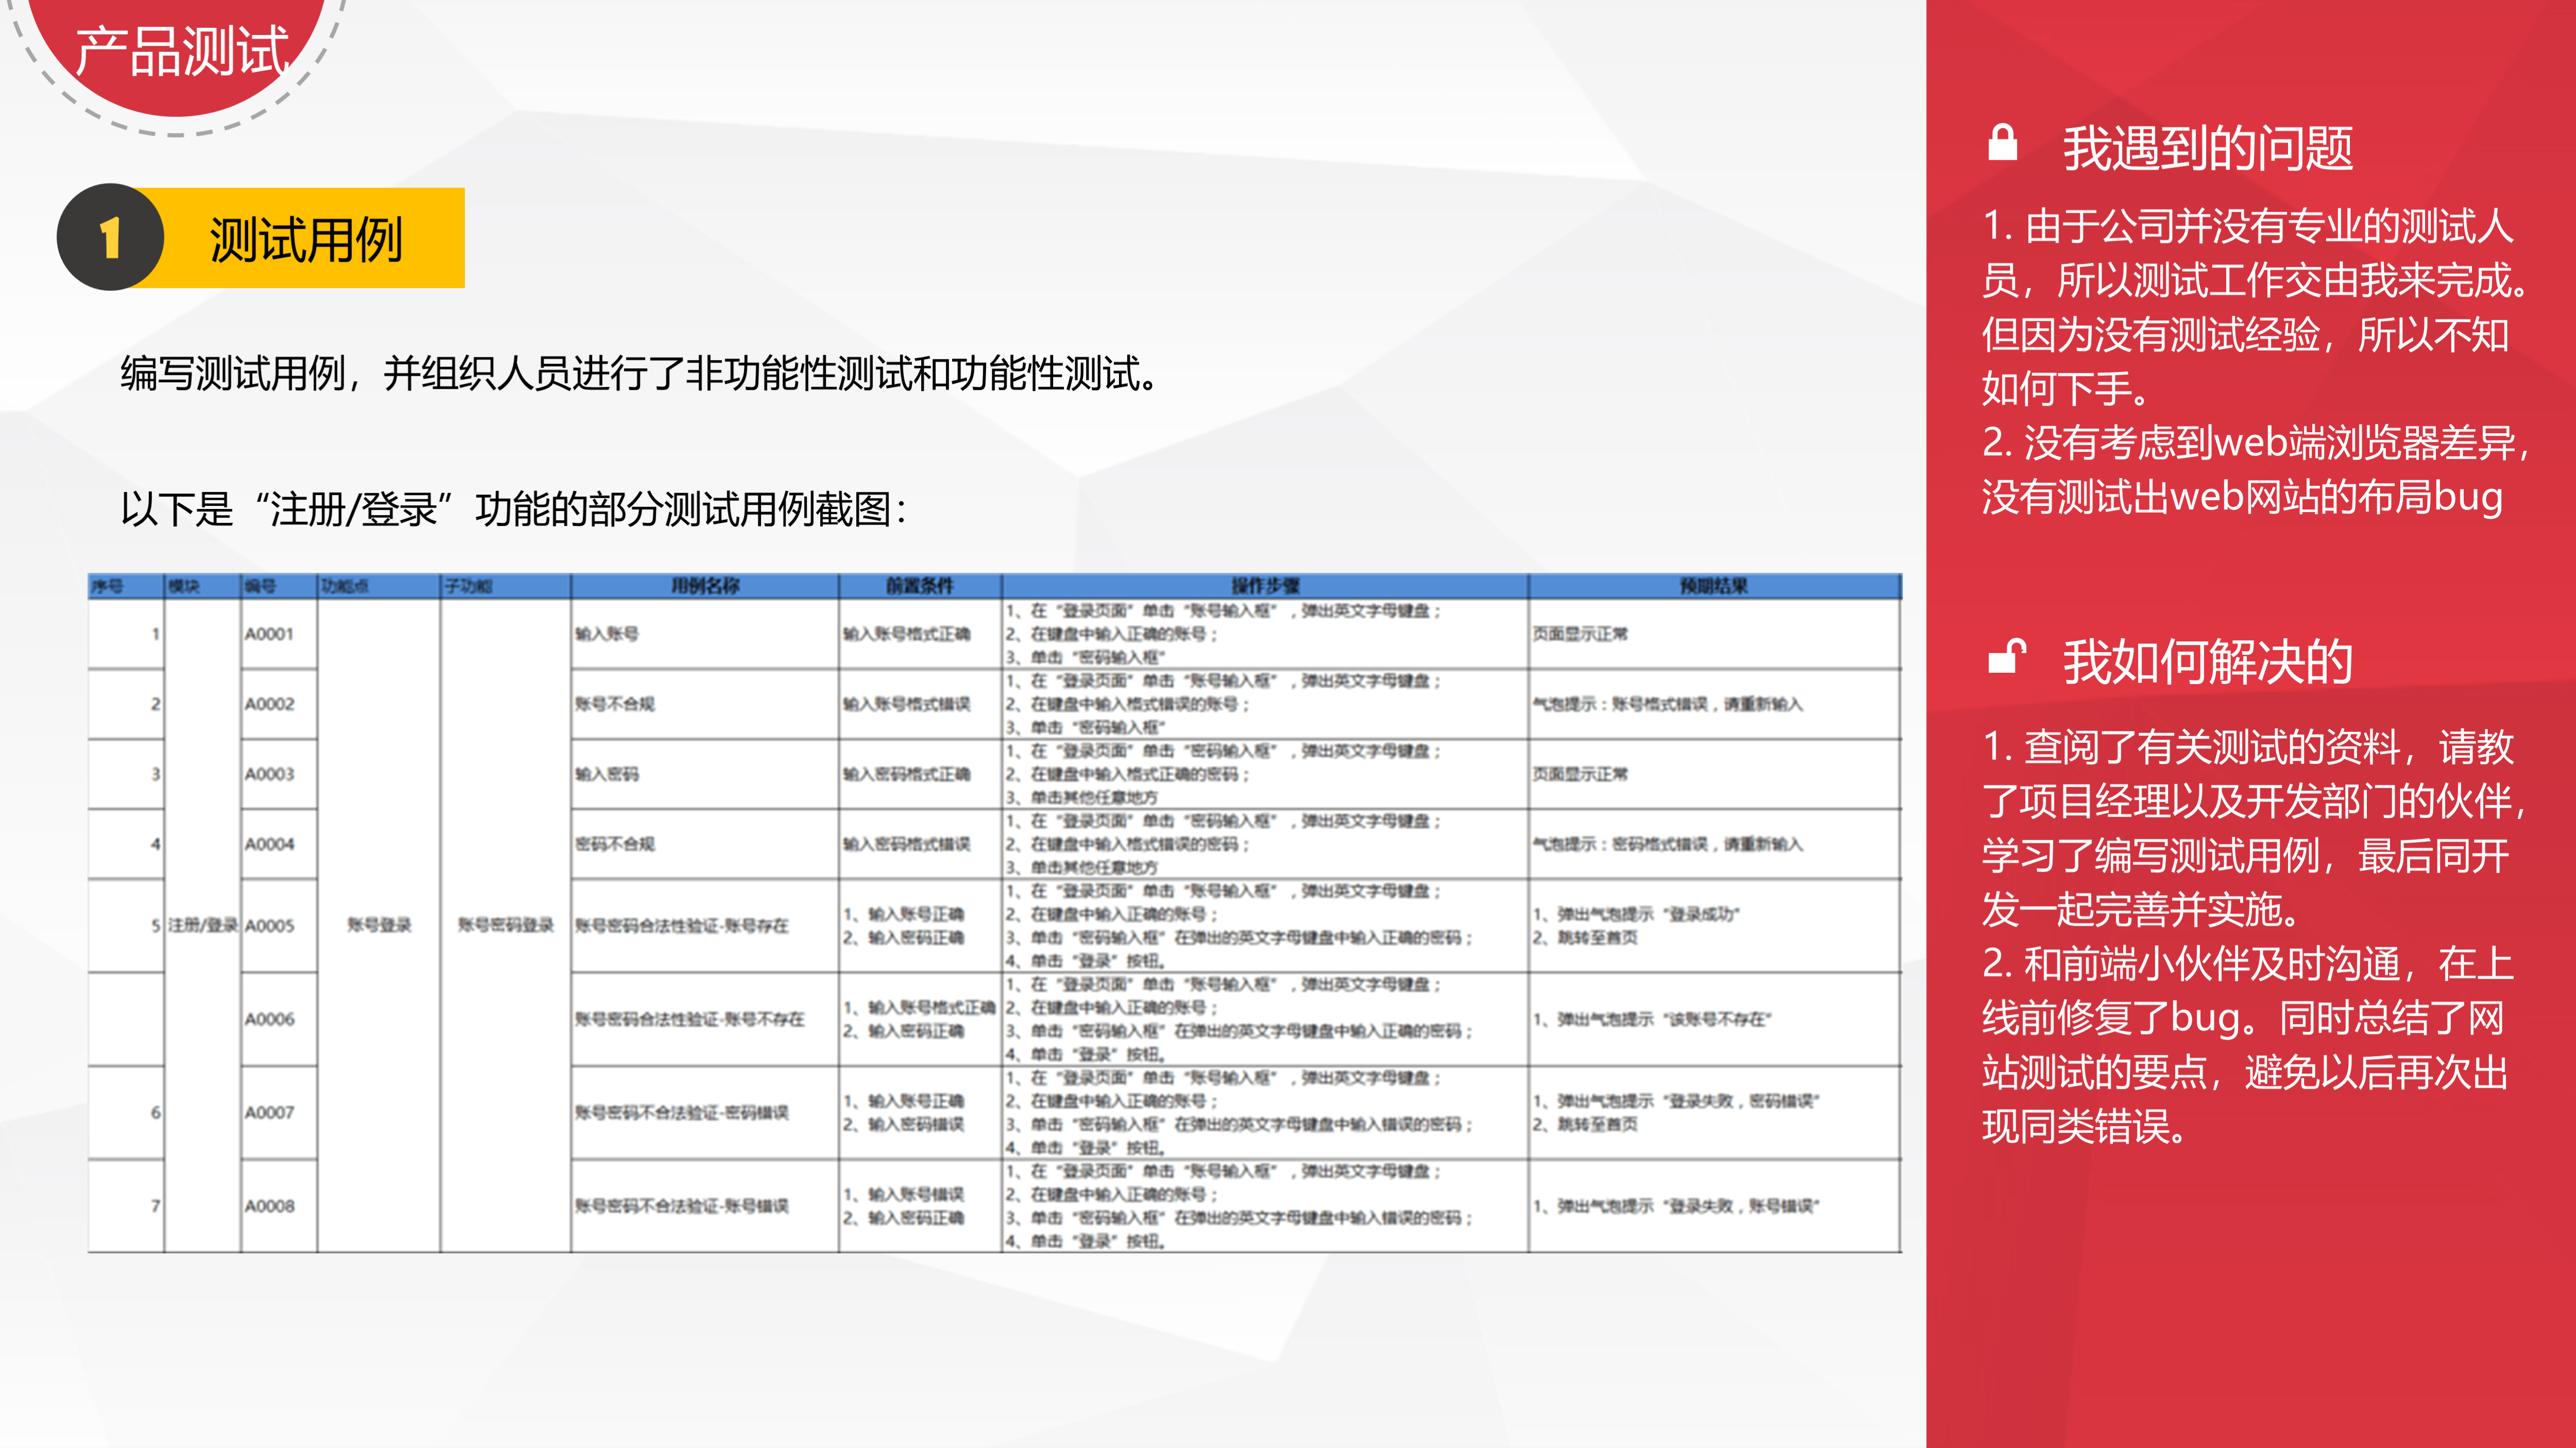 产品测试
1
测试用例
编写测试用例，并组织人员进行了非功能性测试和功能性测试。
以下是“注册/登录”功能的部分测试用例截图：
序号 模块 编号 功能点 子功能 用例名称 前置条件 操作步骤 预期结果
1 A0001 输入账号 输入账号格式正确
1、在“登录页面”单击“账号输入框”，弹出英文字母键盘；
2、在键盘中输入正确的账号；
3、单击“密码输入框”
页面显示正常
2 A0002 账号不合规 输入账号格式错误
1、在“登录页面”单击“账号输入框”，弹出英文字母键盘；
2、在键盘中输入格式错误的账号；
3、单击“密码输入框”
气泡提示：账号格式错误，请重新输入
3 A0003 输入密码 输入密码格式正确
1、在“登录页面”单击“密码输入框”，弹出英文字母键盘；
2、在键盘中输入格式正确的密码；
3、单击其他任意地方
页面显示正常
4 A0004 密码不合规 输入密码格式错误
1、在“登录页面”单击“密码输入框”，弹出英文字母键盘；
2、在键盘中输入格式错误的密码；
3、单击其他任意地方
气泡提示：密码格式错误，请重新输入
5 注册/登录 A0005 账号登录 账号密码登录 账号密码合法性验证-账号存在
1、输入账号正确
2、输入密码正确
1、在“登录页面”单击“账号输入框”，弹出英文字母键盘；
2、在键盘中输入正确的账号；
3、单击“密码输入框”在弹出的英文字母键盘中输入正确的密码；
4、单击“登录”按钮。
1、弹出气泡提示“登录成功”
2、跳转至首页
A0006 账号密码合法性验证-账号不存在
1、输入账号格式正确
2、输入密码正确
1、在“登录页面”单击“账号输入框”，弹出英文字母键盘；
2、在键盘中输入正确的账号；
3、单击“密码输入框”在弹出的英文字母键盘中输入正确的密码；
4、单击“登录”按钮。
1、弹出气泡提示“该账号不存在”
6 A0007 账号密码不合法验证-密码错误
1、输入账号正确
2、输入密码错误
1、在“登录页面”单击“账号输入框”，弹出英文字母键盘；
2、在键盘中输入正确的账号；
3、单击“密码输入框”在弹出的英文字母键盘中输入错误的密码；
4、单击“登录”按钮。
1、弹出气泡提示“登录失败，密码错误”
2、跳转至首页
7 A0008 账号密码不合法验证-账号错误
1、输入账号错误
2、输入密码正确
1、在“登录页面”单击“账号输入框”，弹出英文字母键盘；
2、在键盘中输入正确的账号；
3、单击“密码输入框”在弹出的英文字母键盘中输入错误的密码；
4、单击“登录”按钮。
1、弹出气泡提示“登录失败，账号错误”
我遇到的问题
1. 由于公司并没有专业的测试人
员，所以测试工作交由我来完成。
但因为没有测试经验，所以不知
如何下手。
2. 没有考虑到web端浏览器差异，
没有测试出web网站的布局bug
我如何解决的
1. 查阅了有关测试的资料，请教
了项目经理以及开发部门的伙伴，
学习了编写测试用例，最后同开
发一起完善并实施。
2. 和前端小伙伴及时沟通，在上
线前修复了bug。同时总结了网
站测试的要点，避免以后再次出
现同类错误。